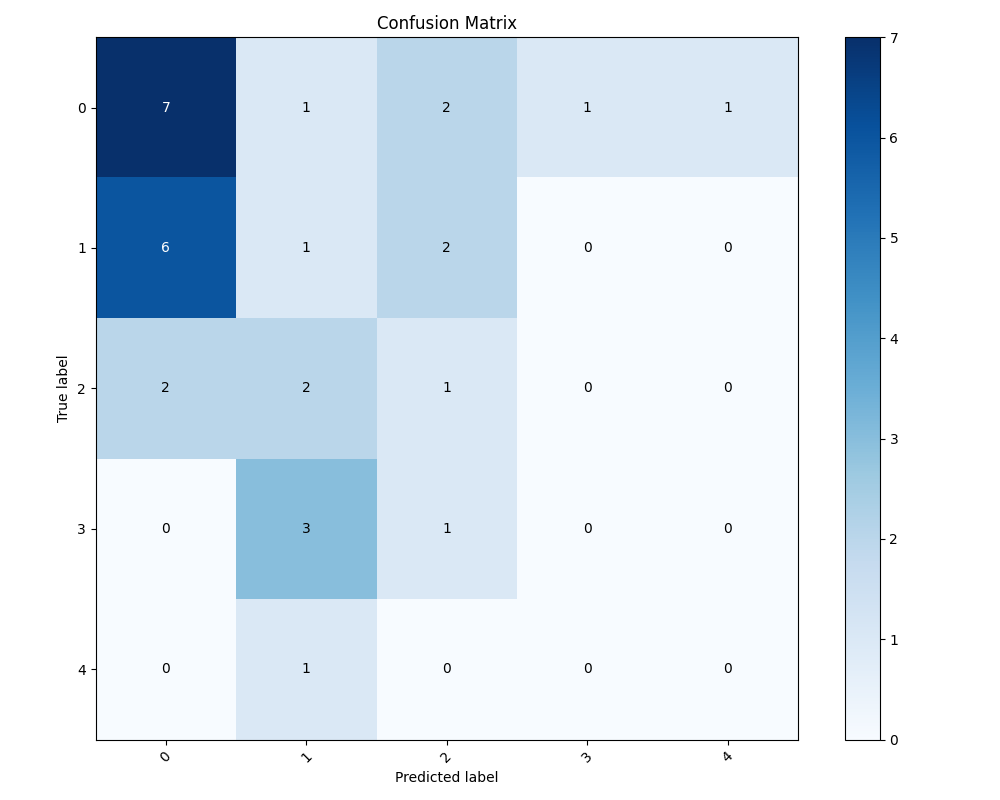 Confusion Matrix
0 7 1 2 1 1
1 6 1 2 0 0
2 2 2 1 0 0
3 0 3 1 0 0
4 0 1 0 0 0
0 1 2 3 4
True label
Predicted label
7
6
5
4
3
2
1
0